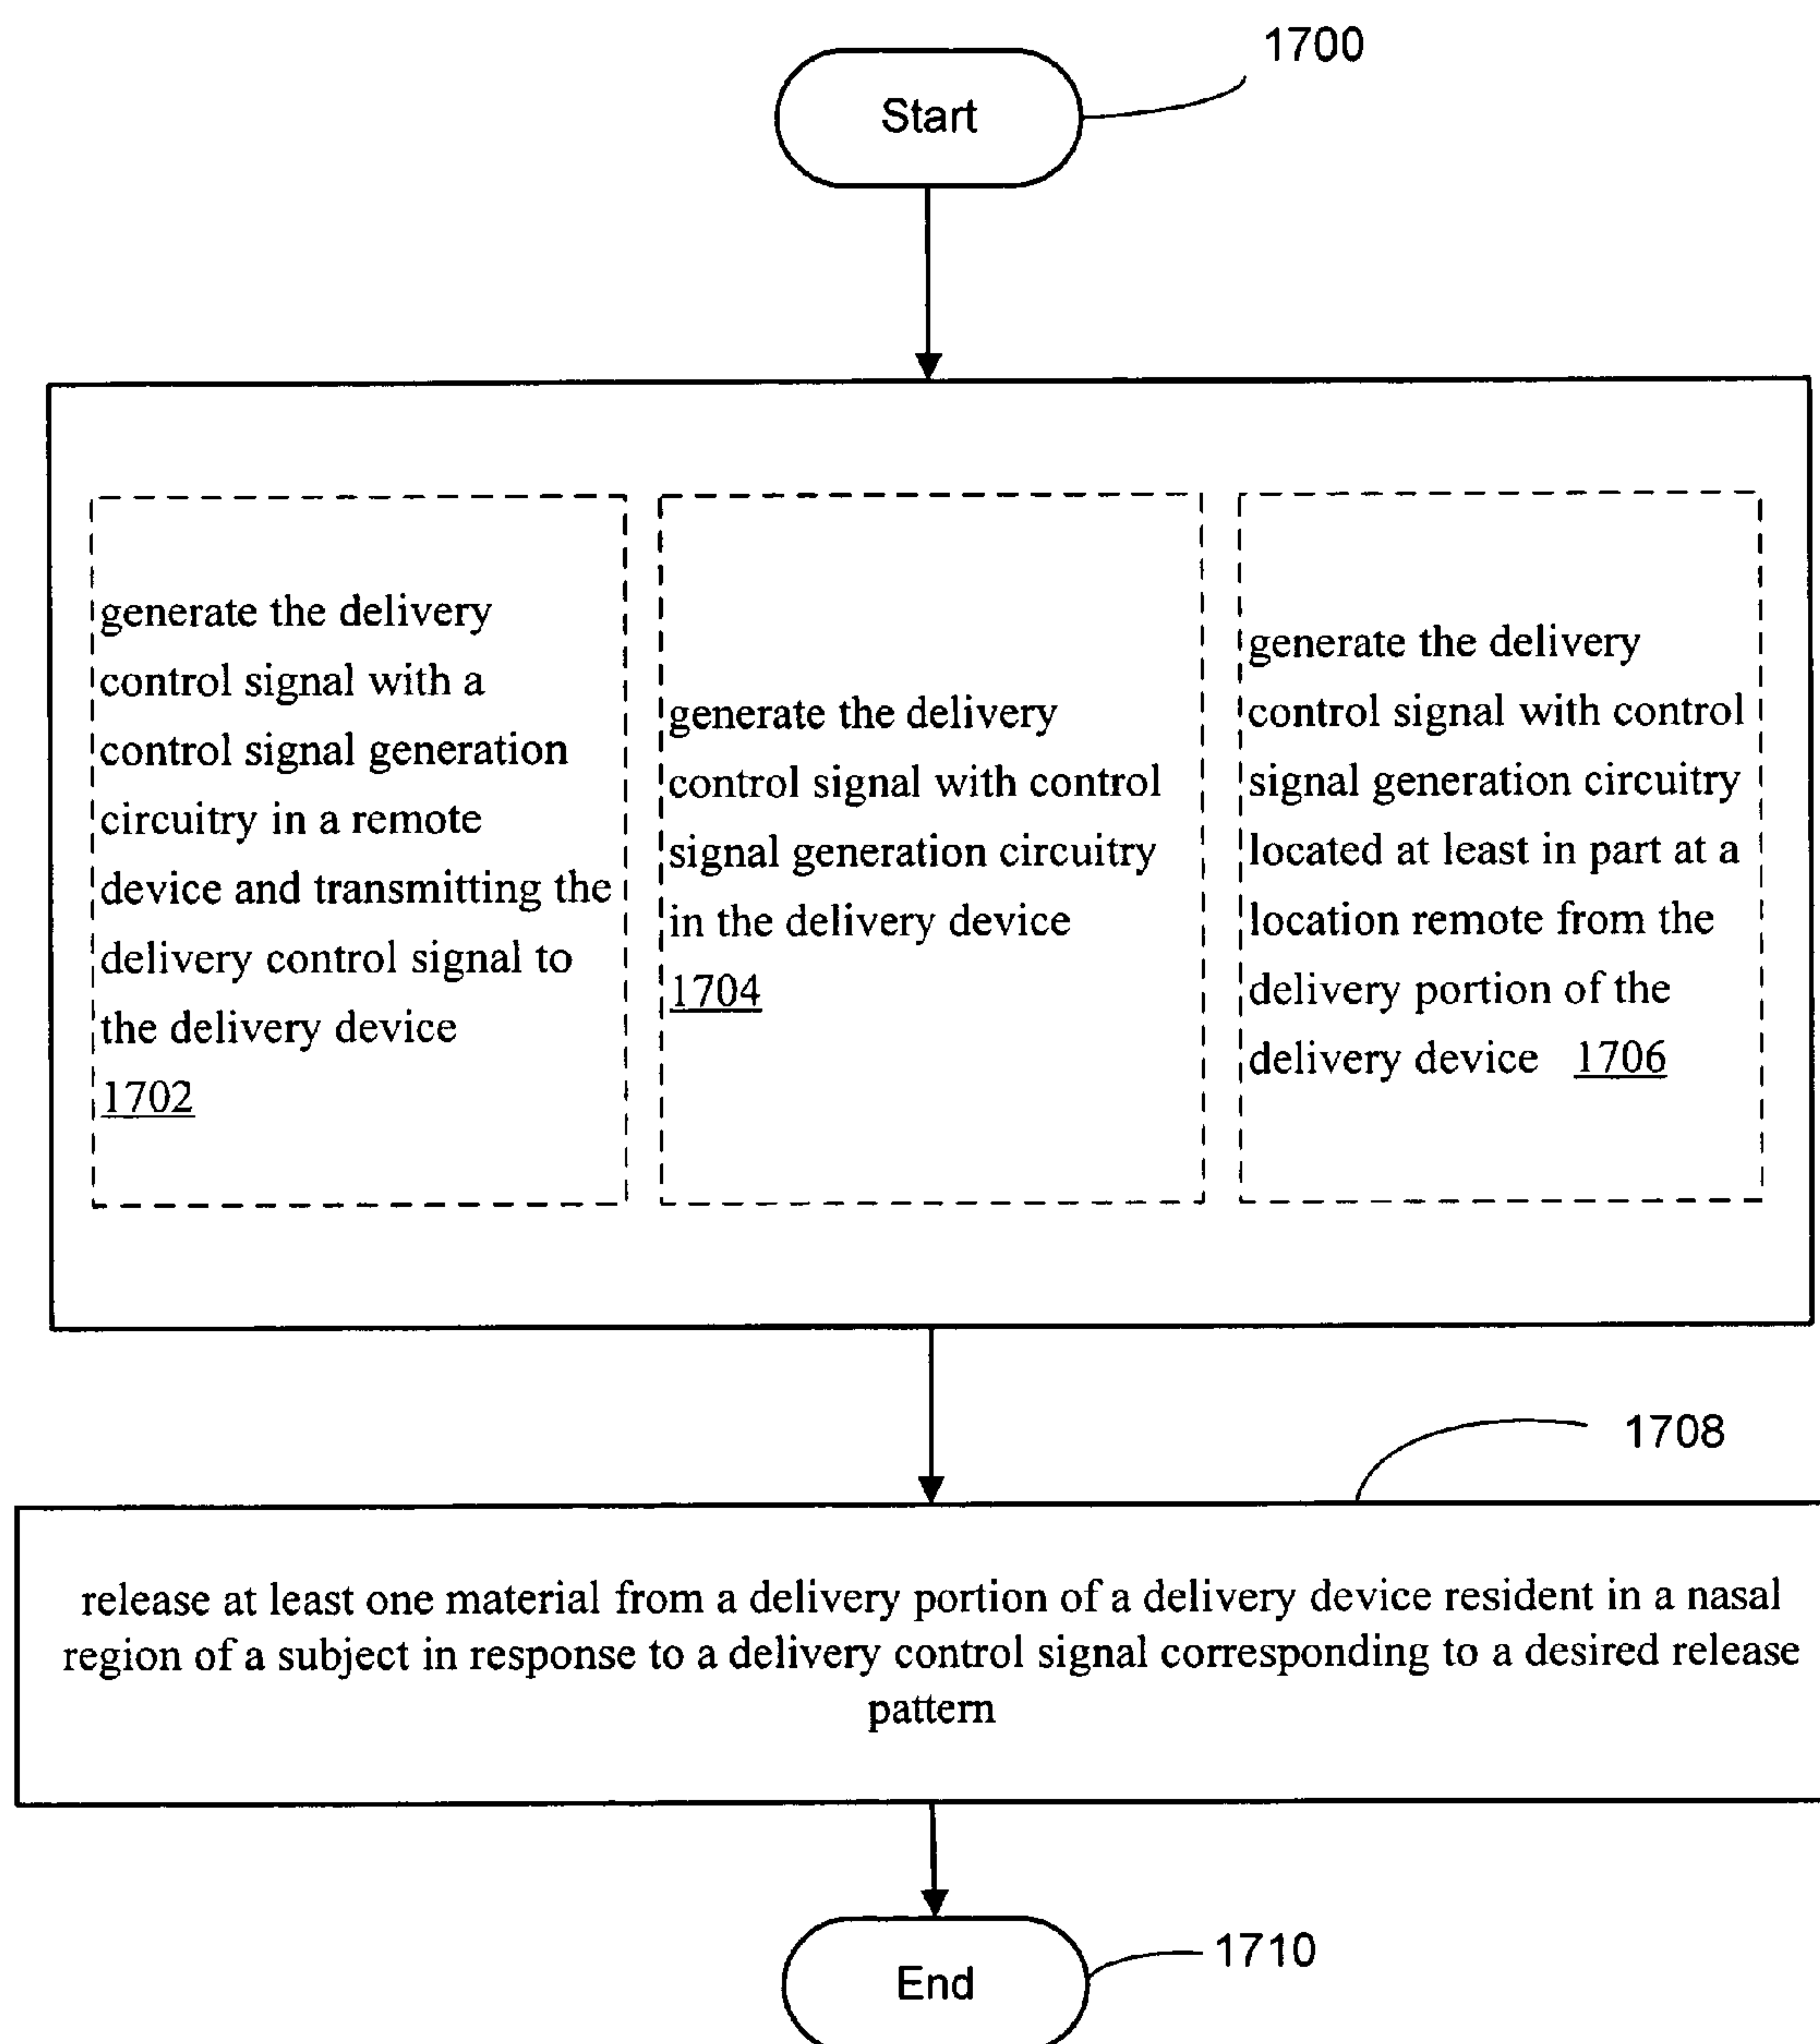 1700
Start
generate the delivery
control signal with a
control signal generation
circuitry in a remote
device and transmitting the
delivery control signal to
the delivery device
1702
generate the delivery
control signal with control
signal generation circuitry
in the delivery device
1704
generate the delivery
control signal with control
signal generation circuitry
located at least in part at a
location remote from the
delivery portion of the
delivery device 1706
1708
release at least one material from a delivery portion of a delivery device resident in a nasal
region of a subject in response to a delivery control signal corresponding to a desired release
pattern
1710
End